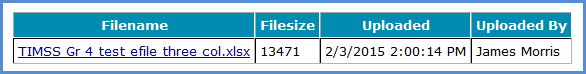 Filename Filesize Uploaded Uploaded By
TIMSS Gr 4 test efile three col.xlsx 13471 2/3/2015 2:00:14 PM James Morris